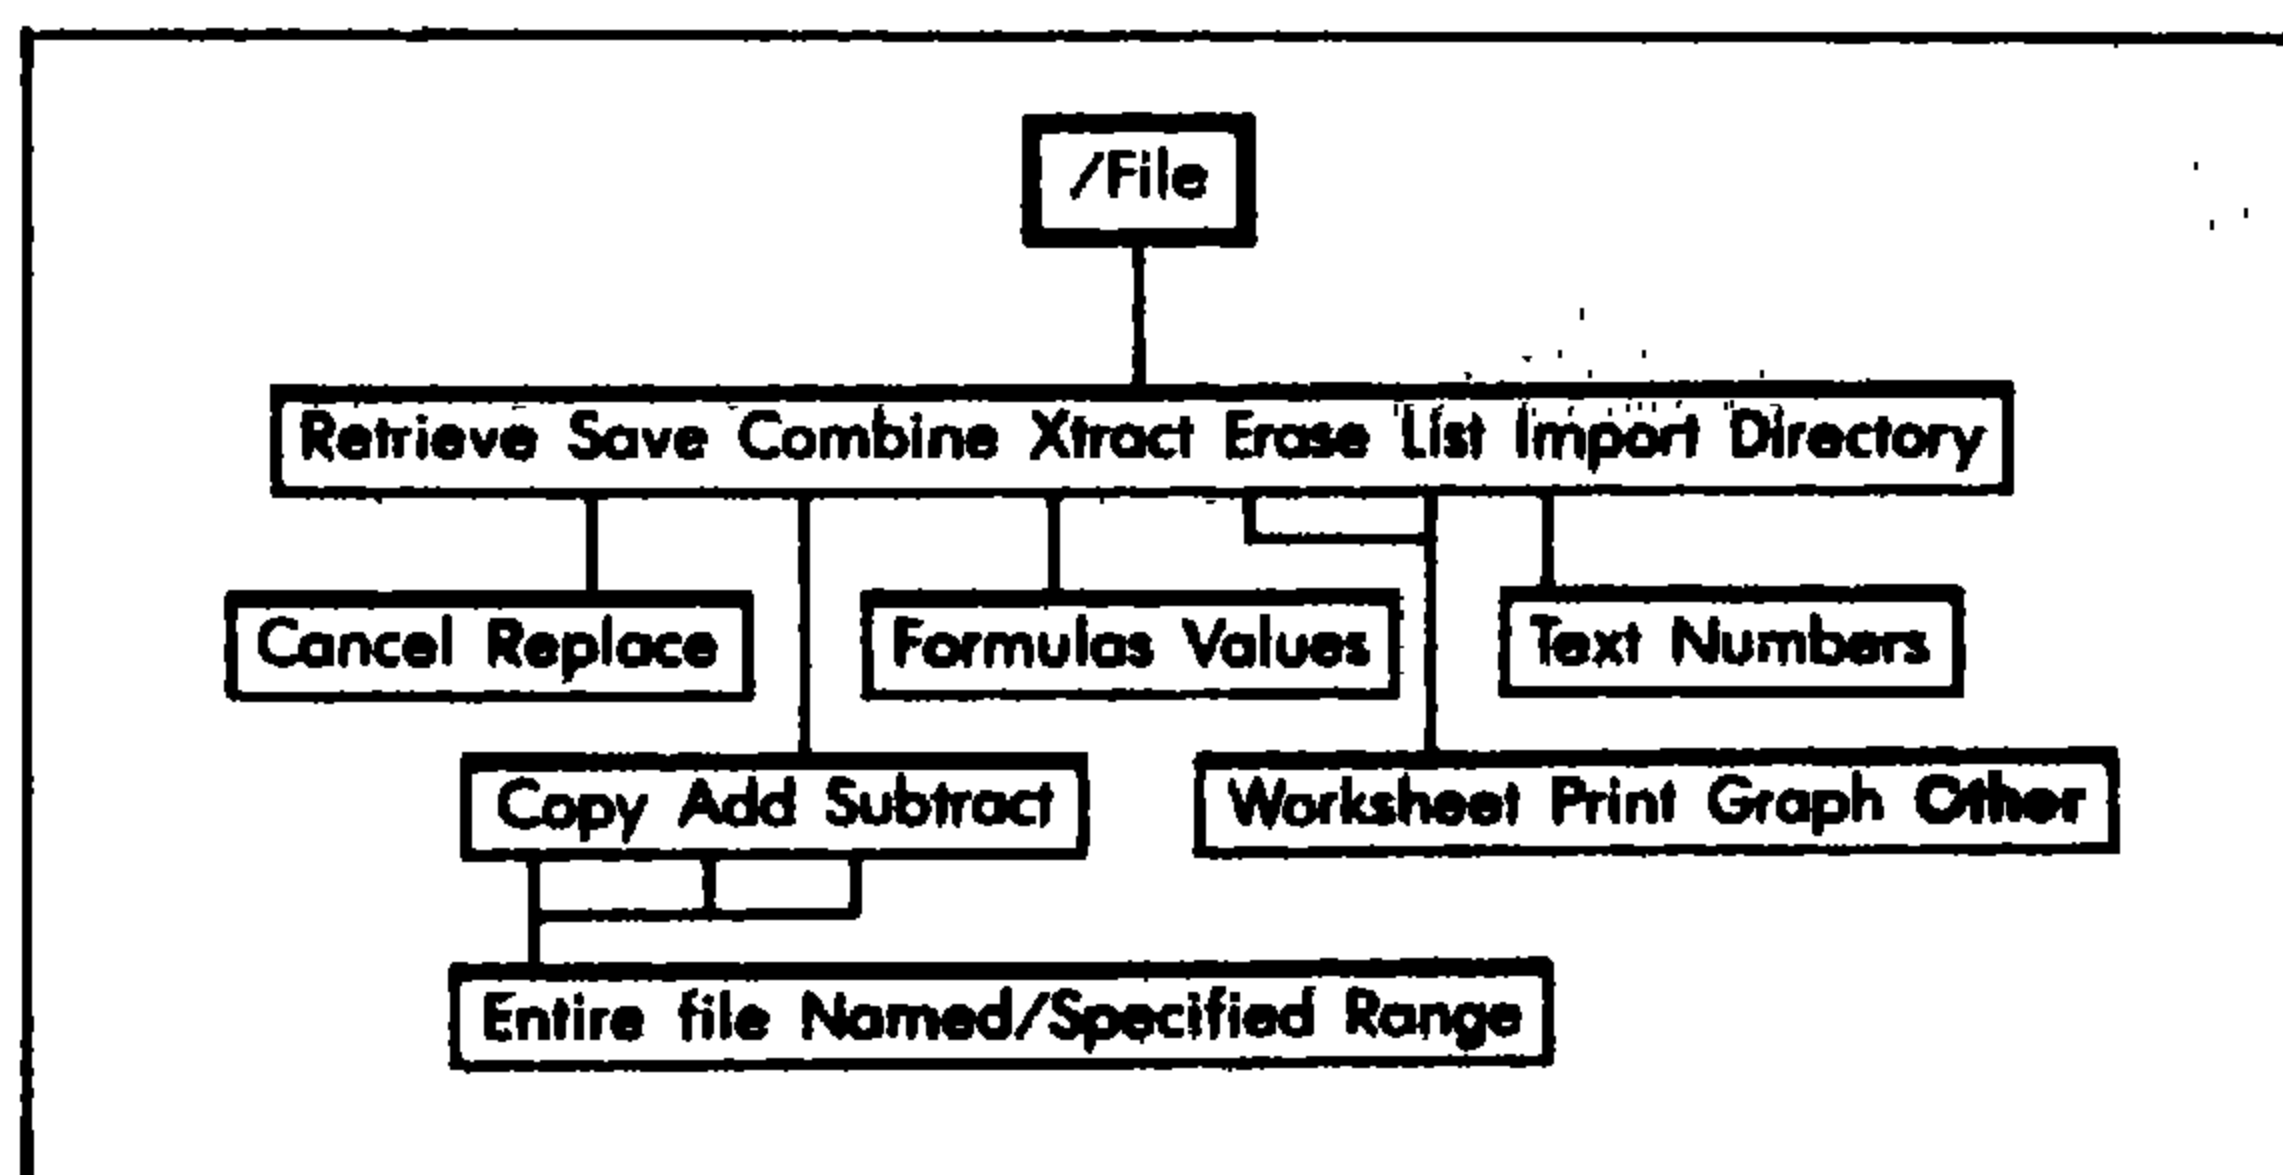 /File
Retrieve Save Combine Xtract Erase List Import Directory
Cancel Replace
Formulas Values
Text Numbers
Copy Add Subtract
Worksheet Print Graph Other
Entire file Named/Specified Range